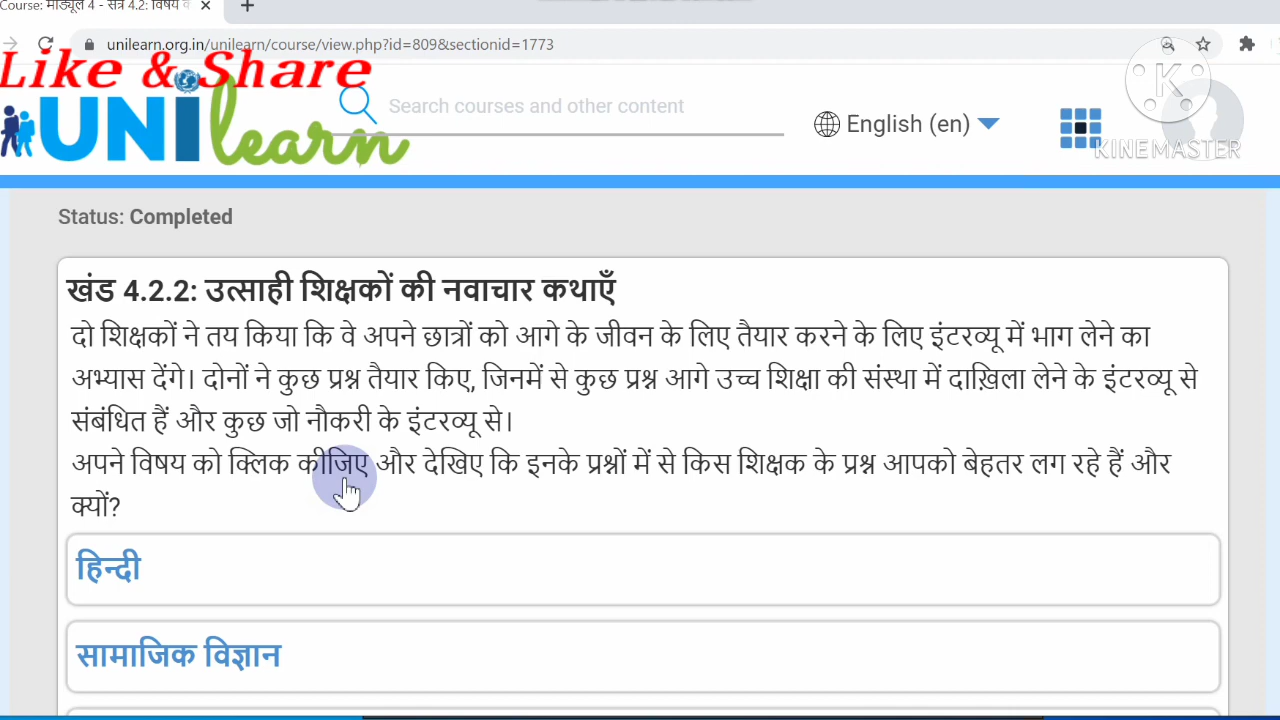 Course: मॉड्यूल 4 - सत्र 4.2: विषय व
unilearn.org.in/unilearn/course/view.php?id=809&sectionid=1773
Like & Share
UNIlearn
Search courses and other content
English (en)
K
KINEMASTER
Status: Completed
खंड 4.2.2: उत्साही शिक्षकों की नवाचार कथाएँ
दो शिक्षकों ने तय किया कि वे अपने छात्रों को आगे के जीवन के लिए तैयार करने के लिए इंटरव्यू में भाग लेने का
अभ्यास देंगे। दोनों ने कुछ प्रश्न तैयार किए, जिनमें से कुछ प्रश्न आगे उच्च शिक्षा की संस्था में दाख़िला लेने के इंटरव्यू से
संबंधित हैं और कुछ जो नौकरी के इंटरव्यू से।
अपने विषय को क्लिक कीजिए और देखिए कि इनके प्रश्नों में से किस शिक्षक के प्रश्न आपको बेहतर लग रहे हैं और
क्यों?
हिन्दी
सामाजिक विज्ञान